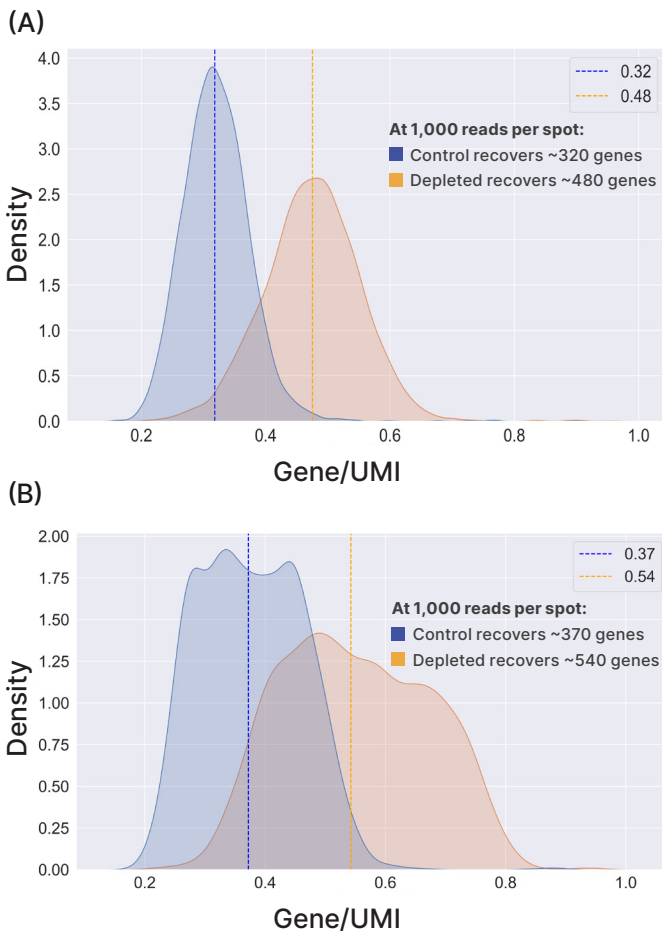 (A)
4.0
3.5
3.0
2.5
2.0
1.5
1.0
0.5
0.0
Density
0.32
0.48
At 1,000 reads per spot:
Control recovers ~320 genes
Depleted recovers ~480 genes
0.2 0.4 0.6 0.8 1.0
Gene/UMI
(B)
2.00
1.75
1.50
1.25
1.00
0.75
0.50
0.25
0.00
Density
0.37
0.54
At 1,000 reads per spot:
Control recovers ~370 genes
Depleted recovers ~540 genes
0.2 0.4 0.6 0.8 1.0
Gene/UMI